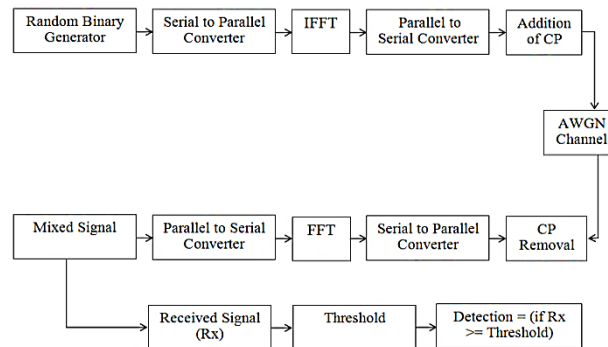 Random Binary
Generator
Serial to Parallel
Converter
IFFT
Parallel to
Serial Converter
Addition
of CP
AWGN
Channel
Mixed Signal
Parallel to Serial
Converter
FFT
Serial to Parallel
Converter
CP
Removal
Received Signal
(Rx)
Threshold
Detection = (if Rx
>= Threshold)